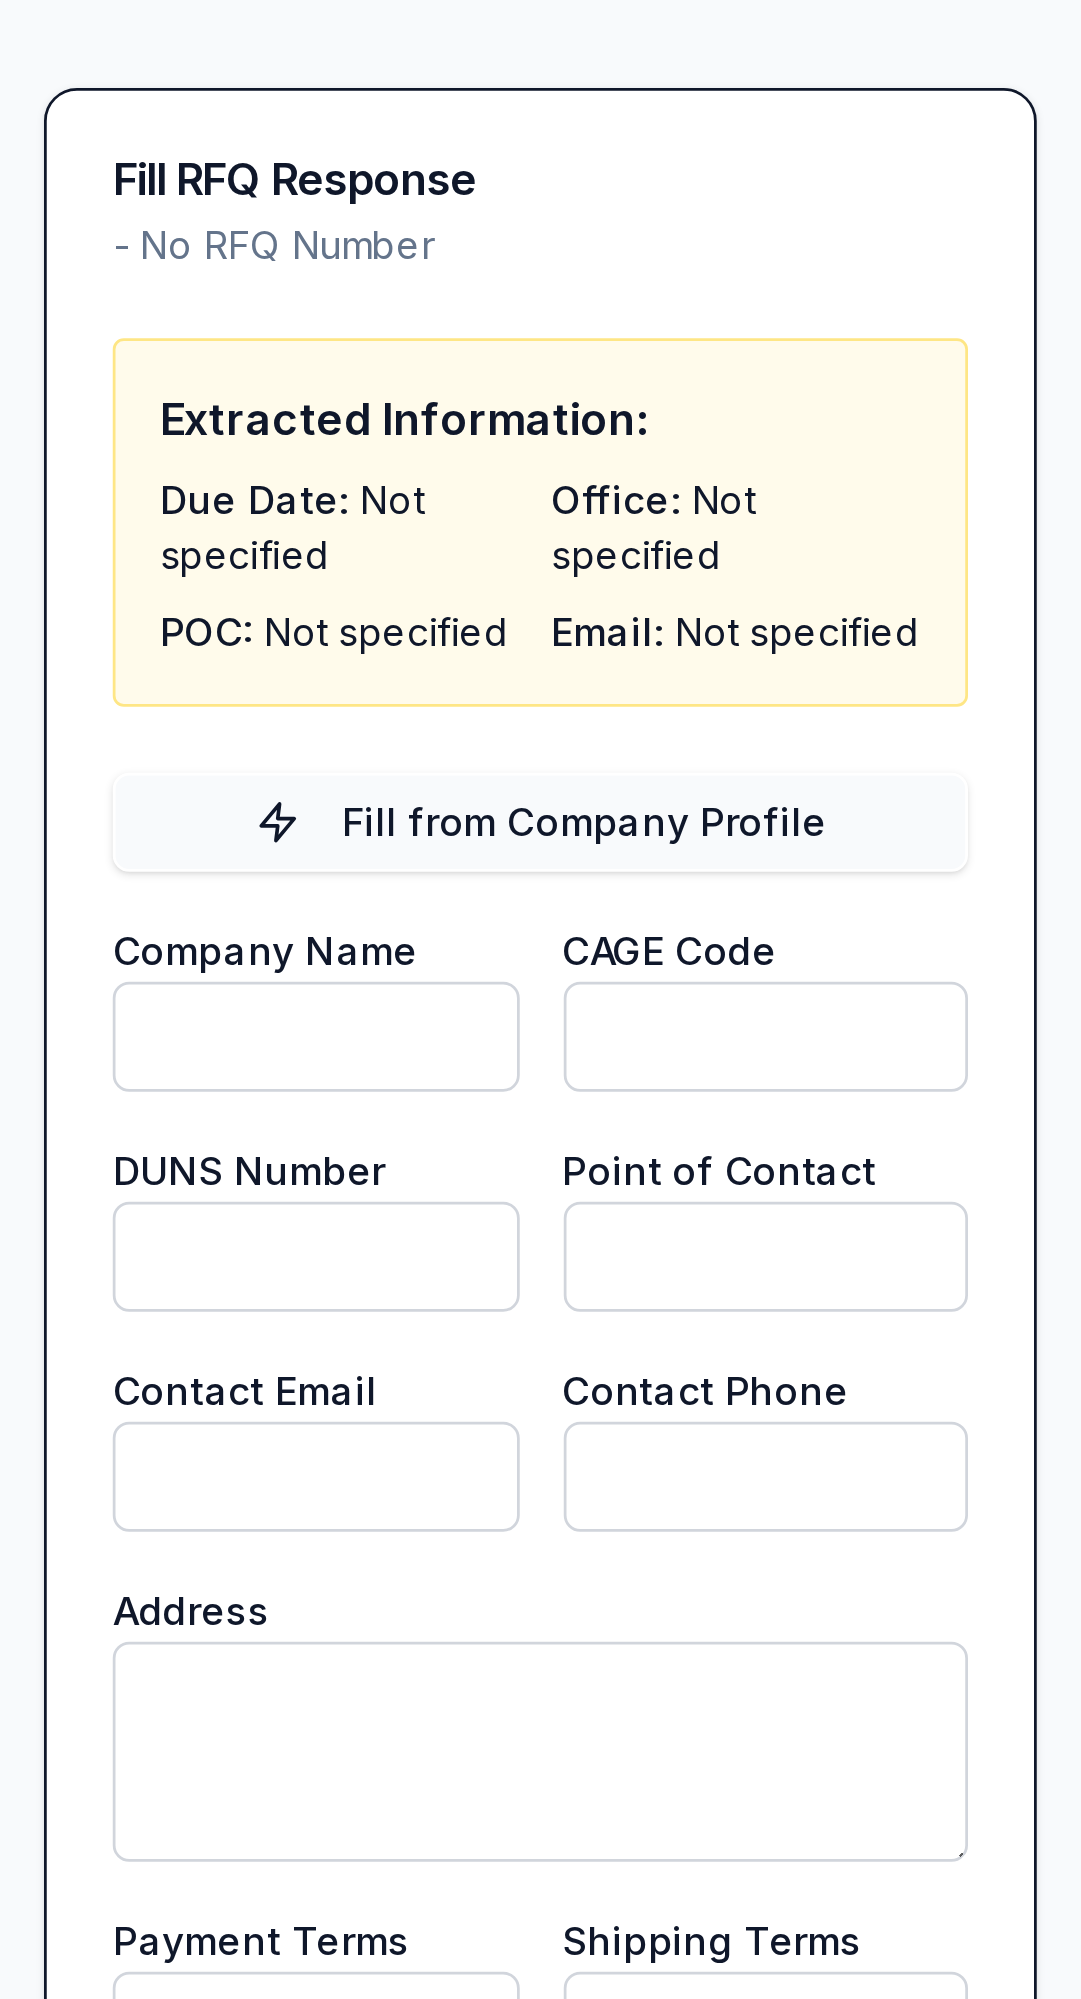 Fill RFQ Response
- No RFQ Number
Extracted Information:
Due Date: Not specified
Office: Not specified
POC: Not specified
Email: Not specified
Fill from Company Profile
Company Name
CAGE Code
DUNS Number
Point of Contact
Contact Email
Contact Phone
Address
Payment Terms
Shipping Terms